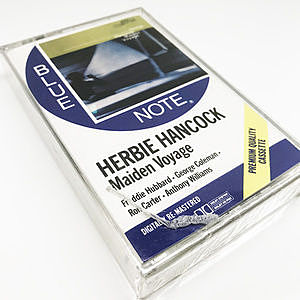 BLUE
NOTE®
HERBIE HANCOCK
Maiden Voyage
Freddie Hubbard • George Coleman •
Ron Carter • Anthony Williams
DIGITALLY RE-MASTERED
PREMIUM QUALITY
CASSETTE